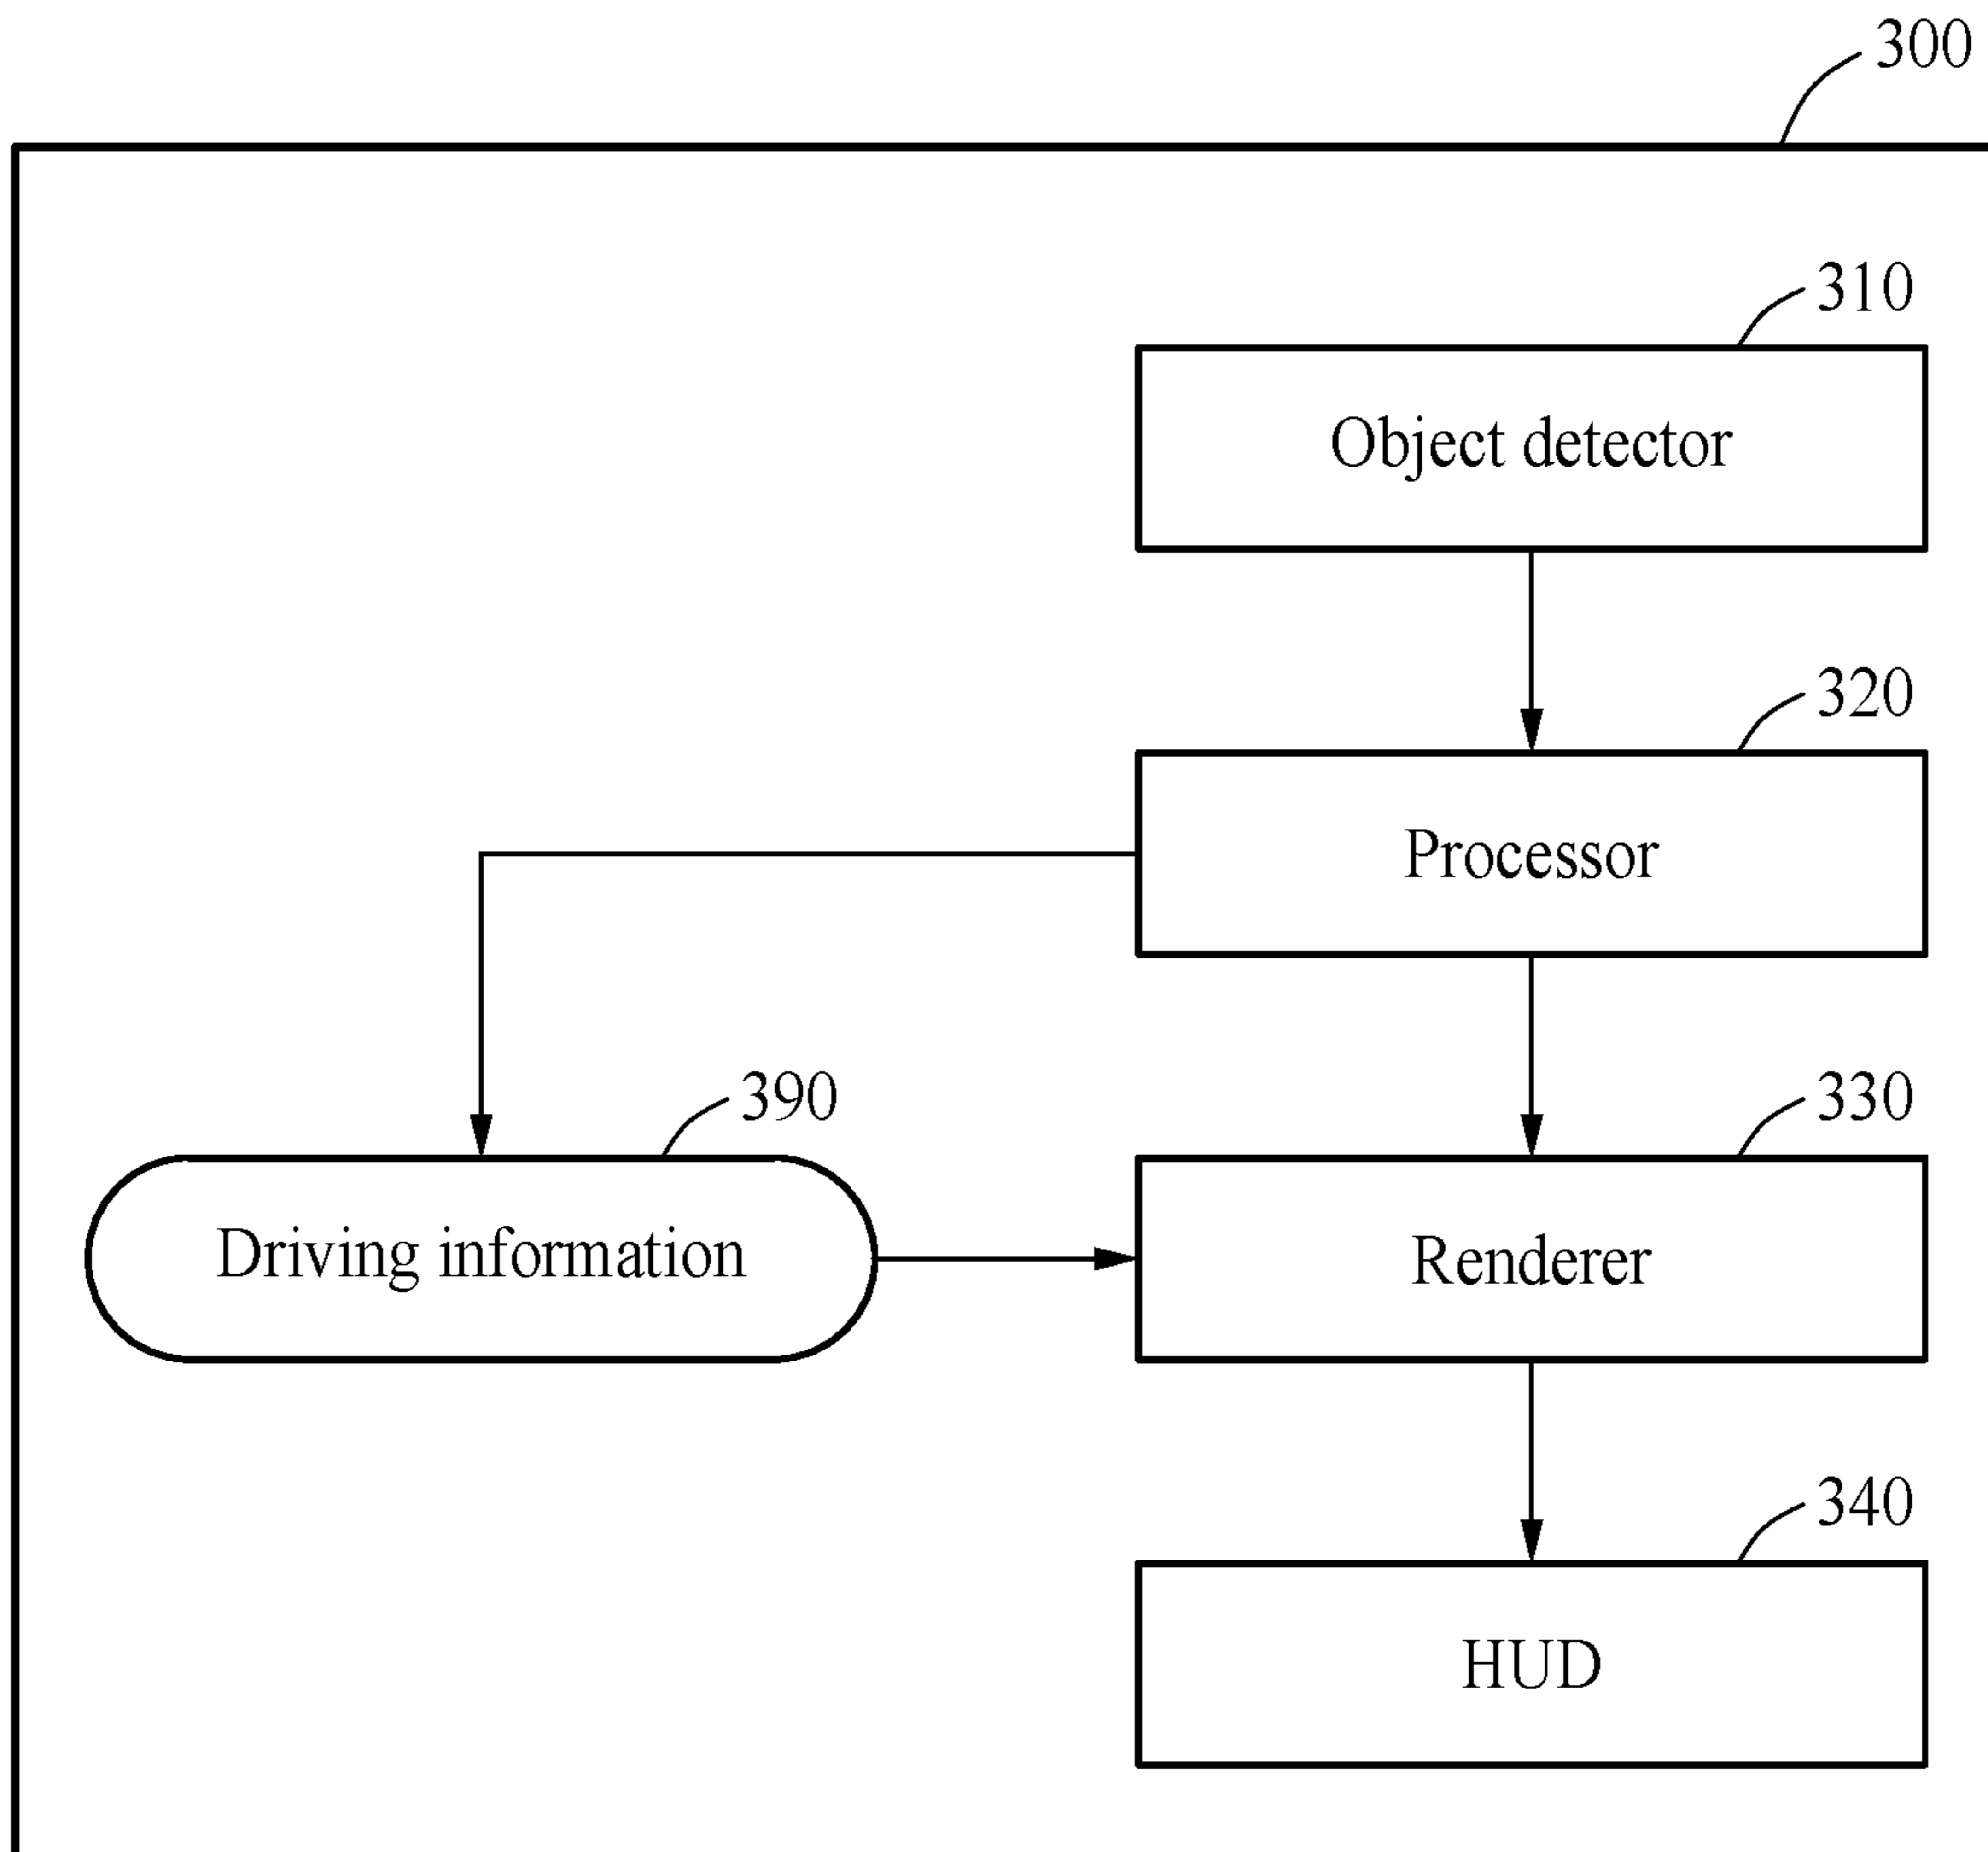 300
310
Object detector
320
Processor
390
Driving information
330
Renderer
340
HUD